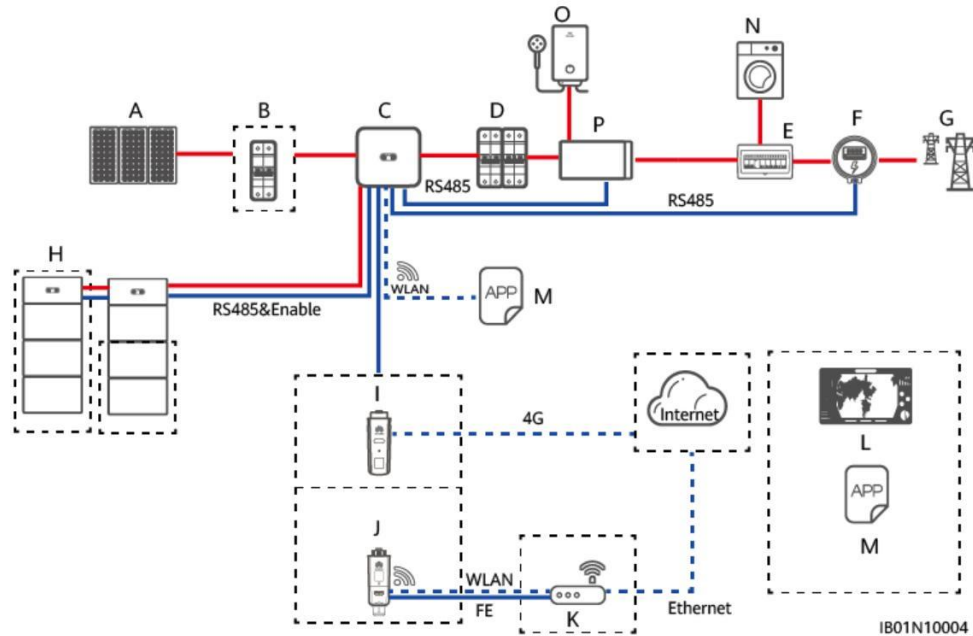 O
N
A
B
C
D
P
E
F
G
RS485
RS485
H
WLAN
APP
M
RS485&Enable
I
4G
Internet
L
APP
M
J
WLAN
FE
K
Ethernet
IB01N10004